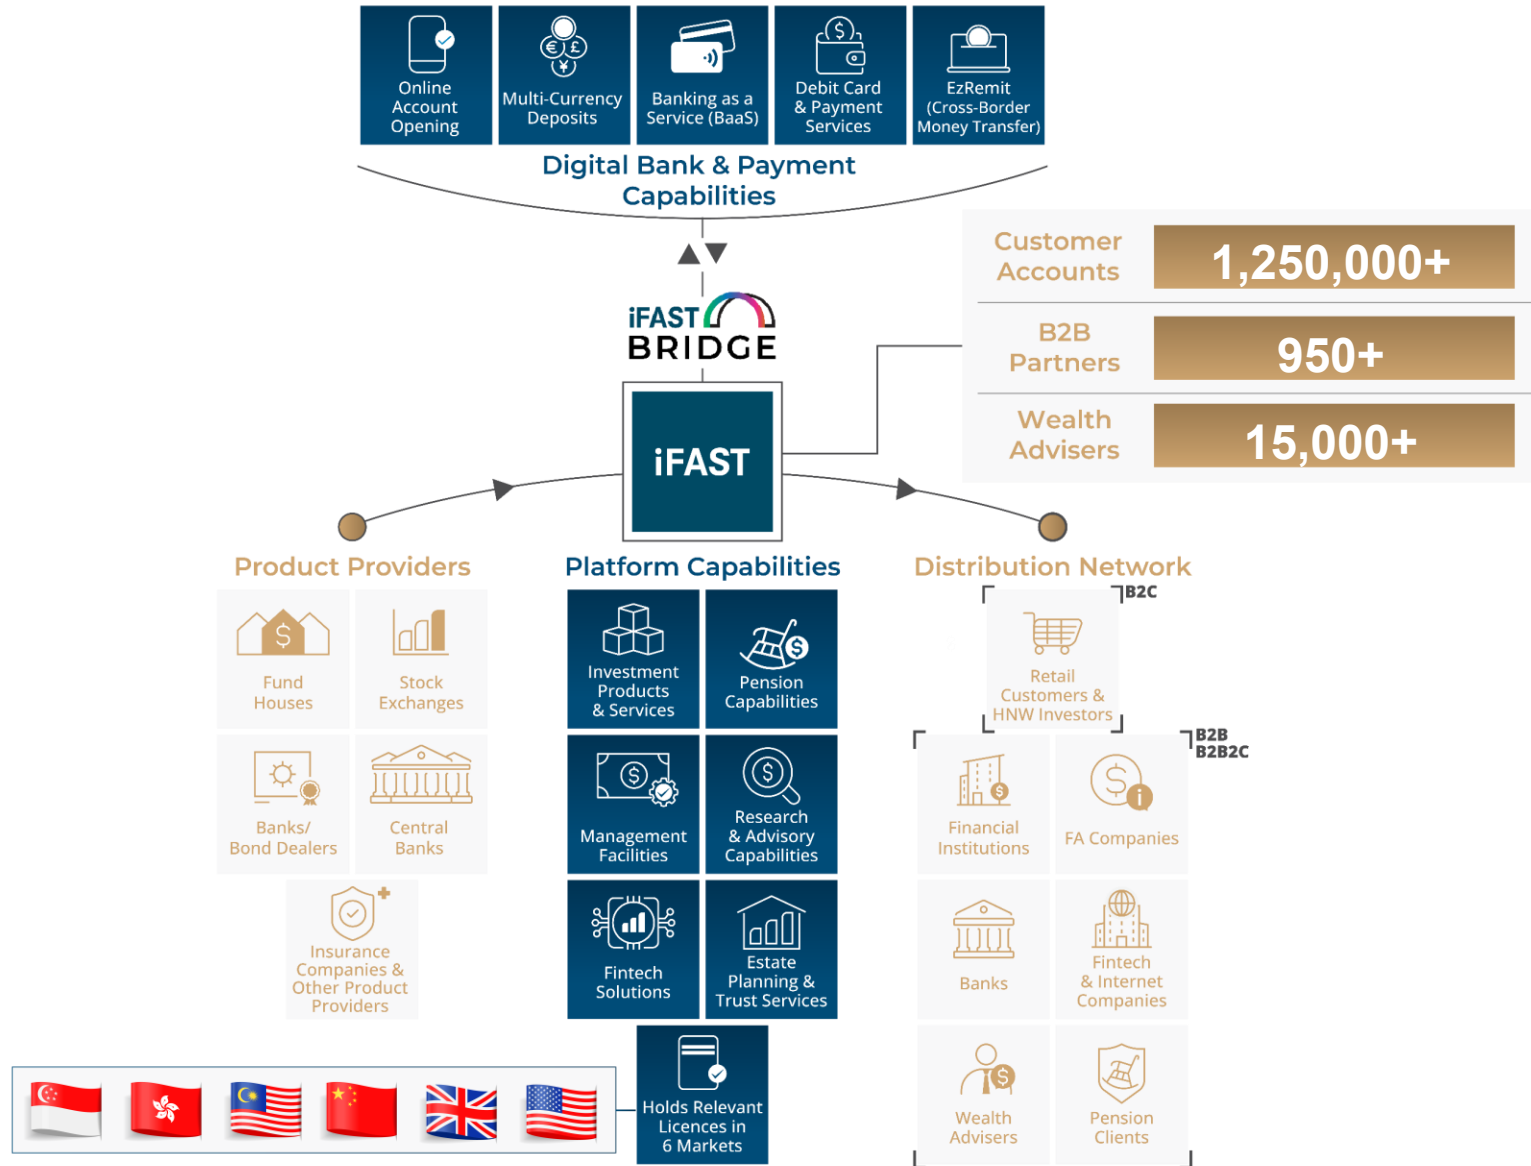 Online
Account
Opening
Multi-Currency
Deposits
Banking as a
Service (BaaS)
Debit Card
& Payment
Services
EzRemit
(Cross-Border
Money Transfer)
Digital Bank & Payment
Capabilities
iFAST
BRIDGE
Customer
Accounts
1,250,000+
B2B
Partners
950+
Wealth
Advisers
15,000+
iFAST
Product Providers
Fund
Houses
Stock
Exchanges
Banks/
Bond Dealers
Central
Banks
Insurance
Companies &
Other Product
Providers
Platform Capabilities
Investment
Products
& Services
Pension
Capabilities
Management
Facilities
Research
& Advisory
Capabilities
Fintech
Solutions
Estate
Planning &
Trust Services
Holds Relevant
Licences in
6 Markets
Distribution Network
B2C
Retail
Customers &
HNW Investors
B2B
B2B2C
Financial
Institutions
FA Companies
Banks
Fintech
& Internet
Companies
Wealth
Advisers
Pension
Clients